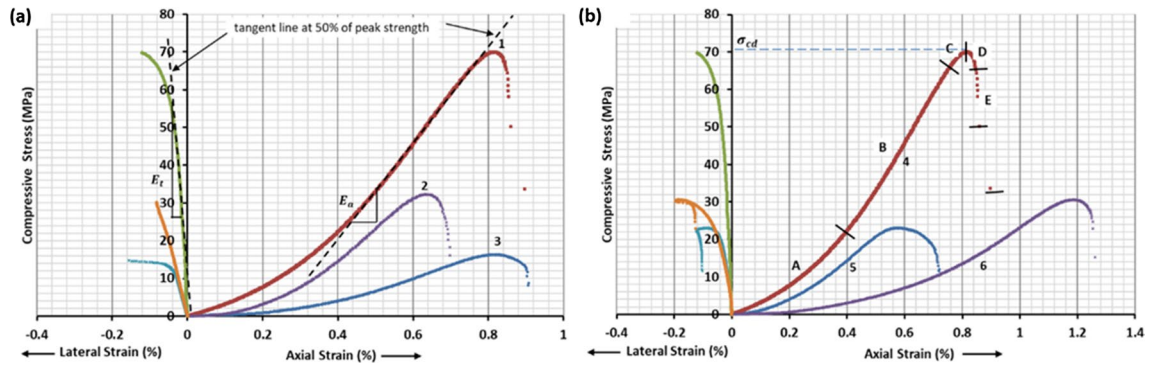 (a)
80
70
60
50
40
30
20
10
0
-0.4
-0.2
0
0.2
0.4
0.6
0.8
1
Compressive Stress (MPa)
Lateral Strain (%)
Axial Strain (%)
tangent line at 50% of peak strength
1
2
3
E_t
E_a
(b)
80
70
60
50
40
30
20
10
0
-0.4
-0.2
0
0.2
0.4
0.6
0.8
1
1.2
1.4
Compressive Stress (MPa)
Lateral Strain (%)
Axial Strain (%)
σ_cd
C
D
E
B
4
A
5
6